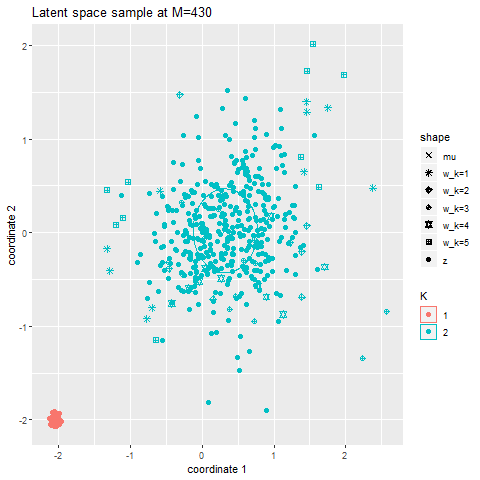 Latent space sample at M=430
2
1
0
-1
-2
-2
-1
0
1
2
coordinate 1
coordinate 2
shape
mu
w_k=1
w_k=2
w_k=3
w_k=4
w_k=5
z
K
1
2